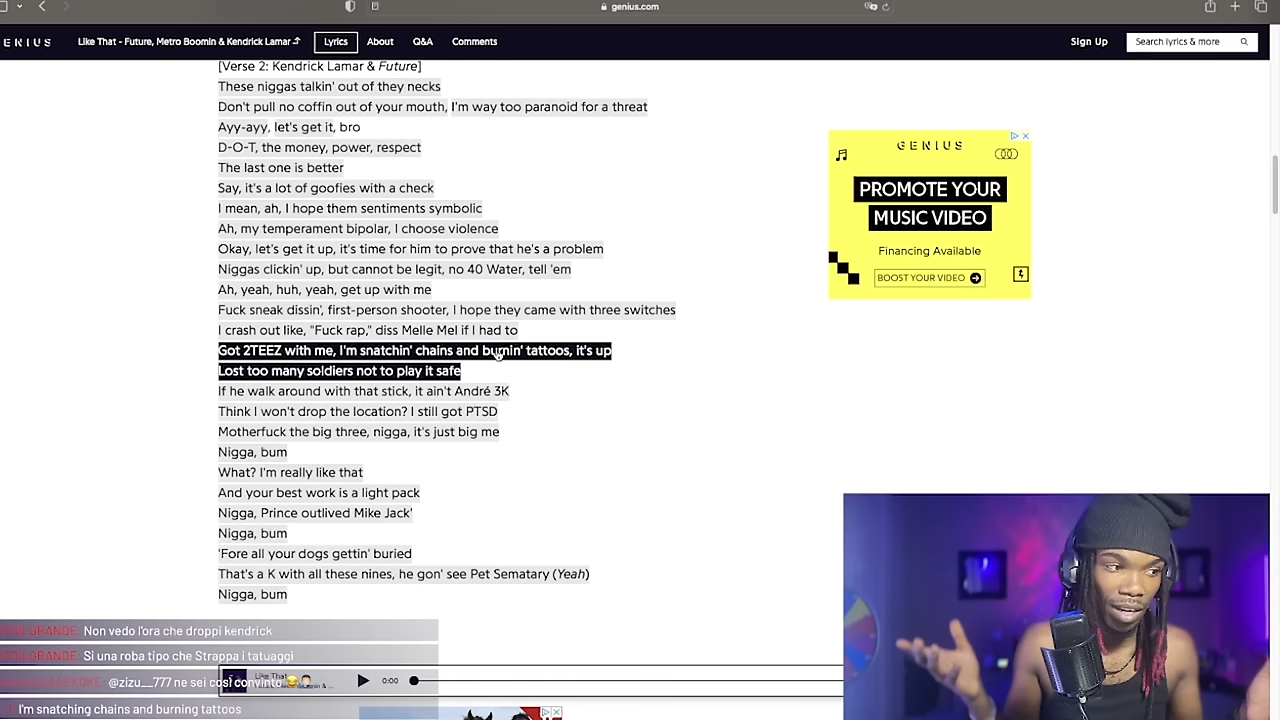 genius.com
GENIUS
Like That - Future, Metro Boomin & Kendrick Lamar
Lyrics
About
Q&A
Comments
Sign Up
Search lyrics & more
[Verse 2: Kendrick Lamar & Future]
These niggas talkin' out of they necks
Don't pull no coffin out of your mouth, I'm way too paranoid for a threat
Ayy-ayy, let's get it, bro
D-O-T, the money, power, respect
The last one is better
Say, it's a lot of goofies with a check
I mean, ah, I hope them sentiments symbolic
Ah, my temperament bipolar, I choose violence
Okay, let's get it up, it's time for him to prove that he's a problem
Niggas clickin' up, but cannot be legit, no 40 Water, tell 'em
Ah, yeah, huh, yeah, get up with me
Fuck sneak dissin', first-person shooter, I hope they came with three switches
I crash out like, "Fuck rap," diss Melle Mel if I had to
Got 2TEEZ with me, I'm snatchin' chains and burnin' tattoos, it's up
Lost too many soldiers not to play it safe
If he walk around with that stick, it ain't André 3K
Think I won't drop the location? I still got PTSD
Motherfuck the big three, nigga, it's just big me
Nigga, bum
What? I'm really like that
And your best work is a light pack
Nigga, Prince outlived Mike Jack'
Nigga, bum
'Fore all your dogs gettin' buried
That's a K with all these nines, he gon' see Pet Sematary (Yeah)
Nigga, bum
GENIUS
PROMOTE YOUR
MUSIC VIDEO
Financing Available
BOOST YOUR VIDEO
Non vedo l'ora che droppi kendrick
Si una roba tipo che Strappa i tatuaggi
@zizu__777 ne sei così convinto
I'm snatching chains and burning tattoos
Like That
0:00